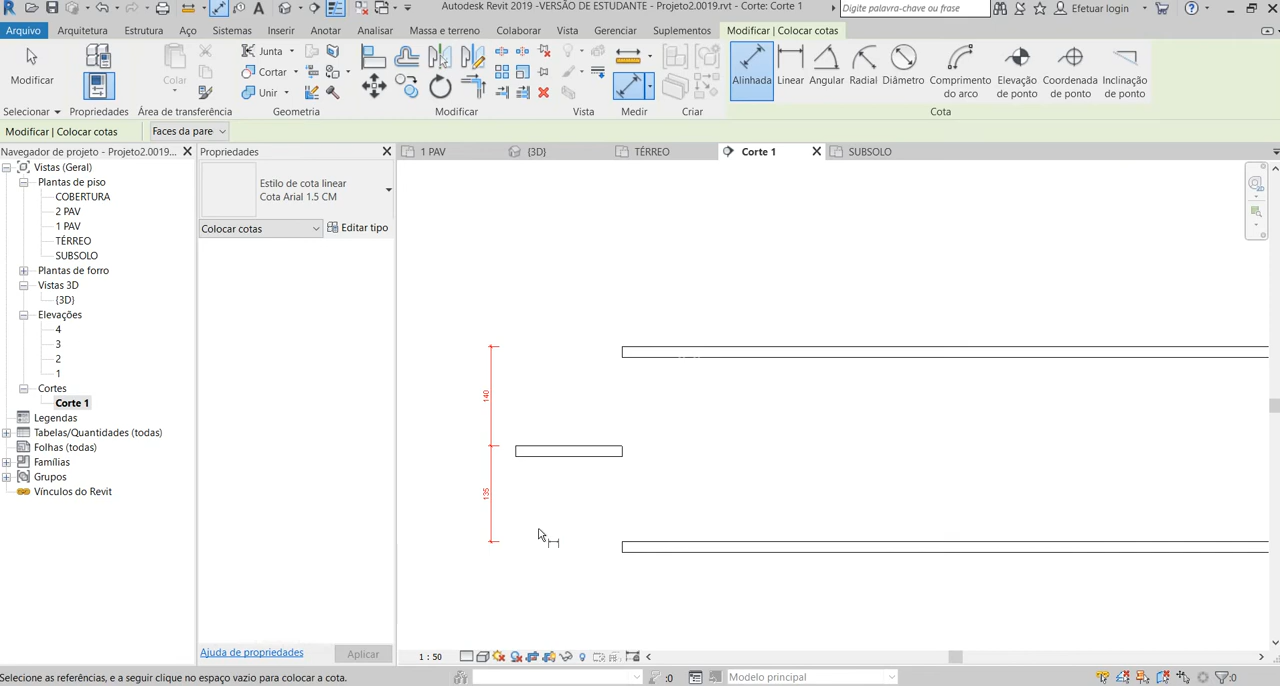 Autodesk Revit 2019 -VERSÃO DE ESTUDANTE - Projeto2.0019.rvt - Corte: Corte 1
Digite palavra-chave ou frase
Efetuar login
Arquivo Arquitetura Estrutura Aço Sistemas Inserir Anotar Analisar Massa e terreno Colaborar Vista Gerenciar Suplementos Modificar | Colocar cotas
Modificar
Colar
Junta
Cortar
Unir
Alinhada Linear Angular Radial Diâmetro Comprimento do arco Elevação de ponto Coordenada de ponto Inclinação de ponto
Selecionar Propriedades Área de transferência Geometria Modificar Vista Medir Criar Cota
Modificar | Colocar cotas Faces da pare
Navegador de projeto - Projeto2.0019...
Vistas (Geral)
Plantas de piso
COBERTURA
2 PAV
1 PAV
TÉRREO
SUBSOLO
Plantas de forro
Vistas 3D
{3D}
Elevações
4
3
2
1
Cortes
Corte 1
Legendas
Tabelas/Quantidades (todas)
Folhas (todas)
Famílias
Grupos
Vínculos do Revit
Propriedades
Estilo de cota linear
Cota Arial 1.5 CM
Colocar cotas
Editar tipo
Ajuda de propriedades
Aplicar
1 PAV {3D} TÉRREO Corte 1 SUBSOLO
140
135
1 : 50
Selecione as referências, e a seguir clique no espaço vazio para colocar a cota.
:0
Modelo principal
:0